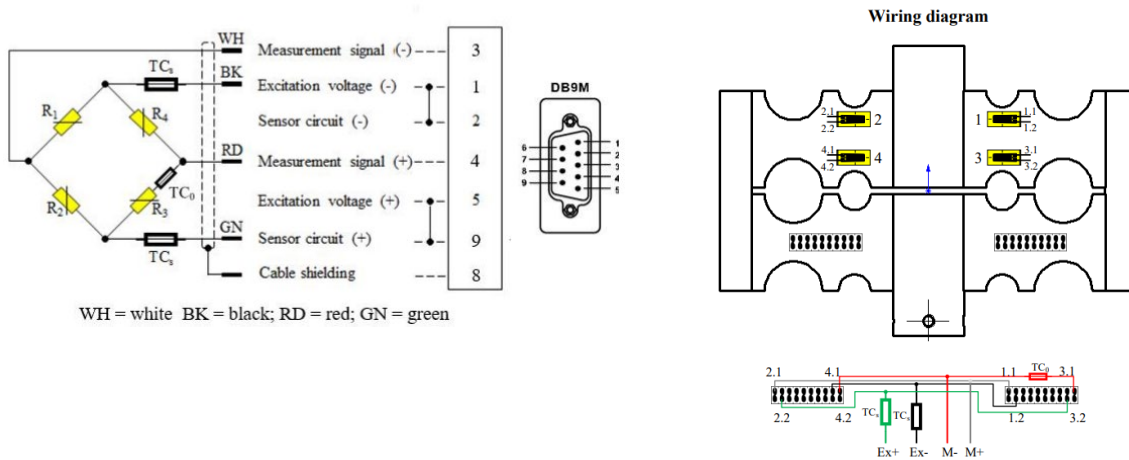 WH
Measurement signal (-)
3
TCs
BK
Excitation voltage (-)
1
R1
R4
Sensor circuit (-)
2
RD
Measurement signal (+)
4
TC0
R2
R3
Excitation voltage (+)
5
GN
Sensor circuit (+)
9
TCs
Cable shielding
8
WH = white BK = black; RD = red; GN = green
DB9M
6
7
8
9
1
2
3
4
5
Wiring diagram
2.1
2.2
2
1
1.1
1.2
4.1
4.2
4
3
3.1
3.2
2.1
4.1
1.1
TC0
3.1
2.2
4.2
TCs
TCs
1.2
3.2
Ex+
Ex-
M-
M+